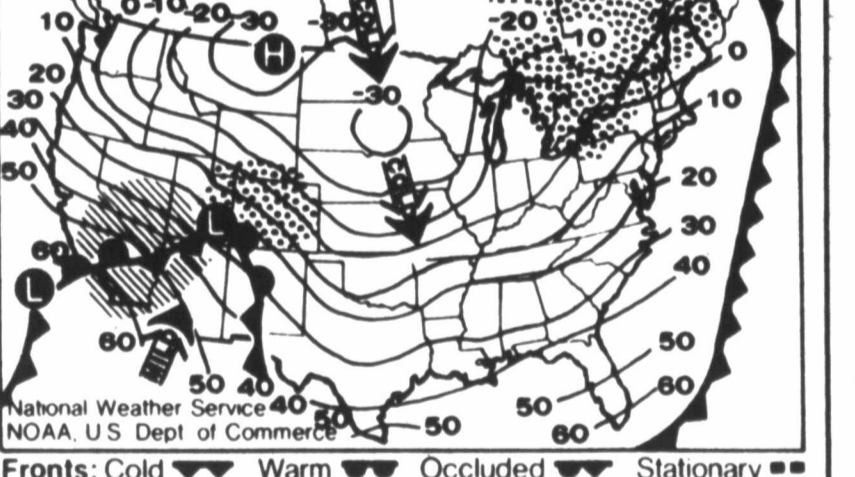 0 -10 -20 -30 -30 -20
10 H -10
0
20 -30
30 10
40
50 COLD 20
L 30
60 40
L
60 MILD 50
50 40 60
National Weather Service 40 50 50
NOAA, U S Dept of Commerce 50 60
Fronts: Cold Warm Occluded Stationary